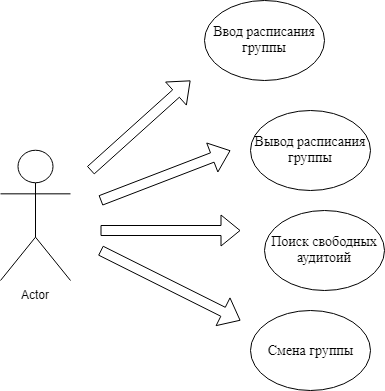 Ввод расписания
группы
Вывод расписания
группы
Поиск свободных
аудитоий
Смена группы
Actor